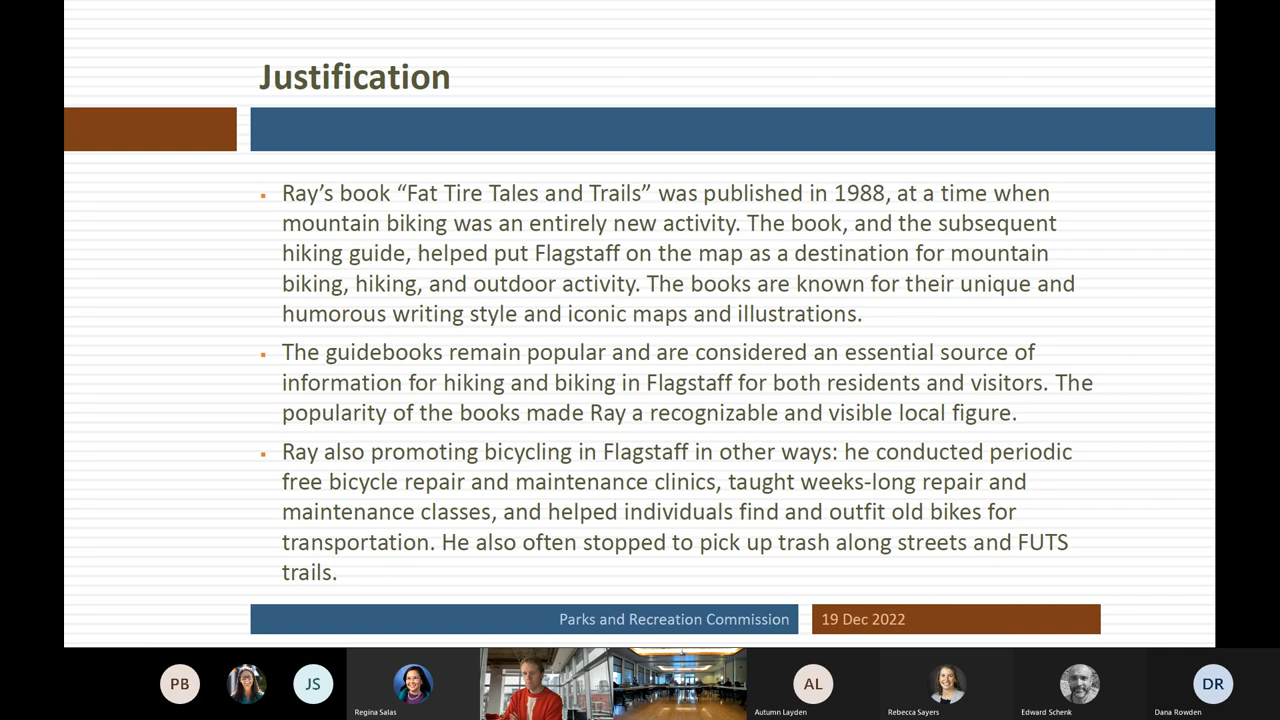 Justification
▪ Ray’s book “Fat Tire Tales and Trails” was published in 1988, at a time when
mountain biking was an entirely new activity. The book, and the subsequent
hiking guide, helped put Flagstaff on the map as a destination for mountain
biking, hiking, and outdoor activity. The books are known for their unique and
humorous writing style and iconic maps and illustrations.
▪ The guidebooks remain popular and are considered an essential source of
information for hiking and biking in Flagstaff for both residents and visitors. The
popularity of the books made Ray a recognizable and visible local figure.
▪ Ray also promoting bicycling in Flagstaff in other ways: he conducted periodic
free bicycle repair and maintenance clinics, taught weeks-long repair and
maintenance classes, and helped individuals find and outfit old bikes for
transportation. He also often stopped to pick up trash along streets and FUTS
trails.
Parks and Recreation Commission
19 Dec 2022
PB
JS
Regina Salas
AL
Autumn Layden
Rebecca Sayers
Edward Schenk
DR
Dana Rowden